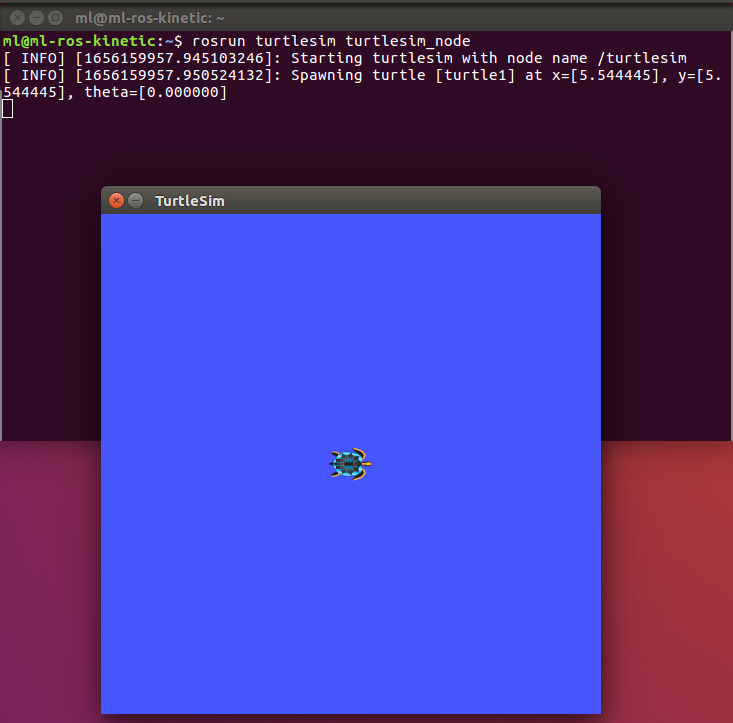 ml@ml-ros-kinetic: ~
ml@ml-ros-kinetic:~$ rosrun turtlesim turtlesim_node
[ INFO] [1656159957.945103246]: Starting turtlesim with node name /turtlesim
[ INFO] [1656159957.950524132]: Spawning turtle [turtle1] at x=[5.544445], y=[5.
544445], theta=[0.000000]
TurtleSim